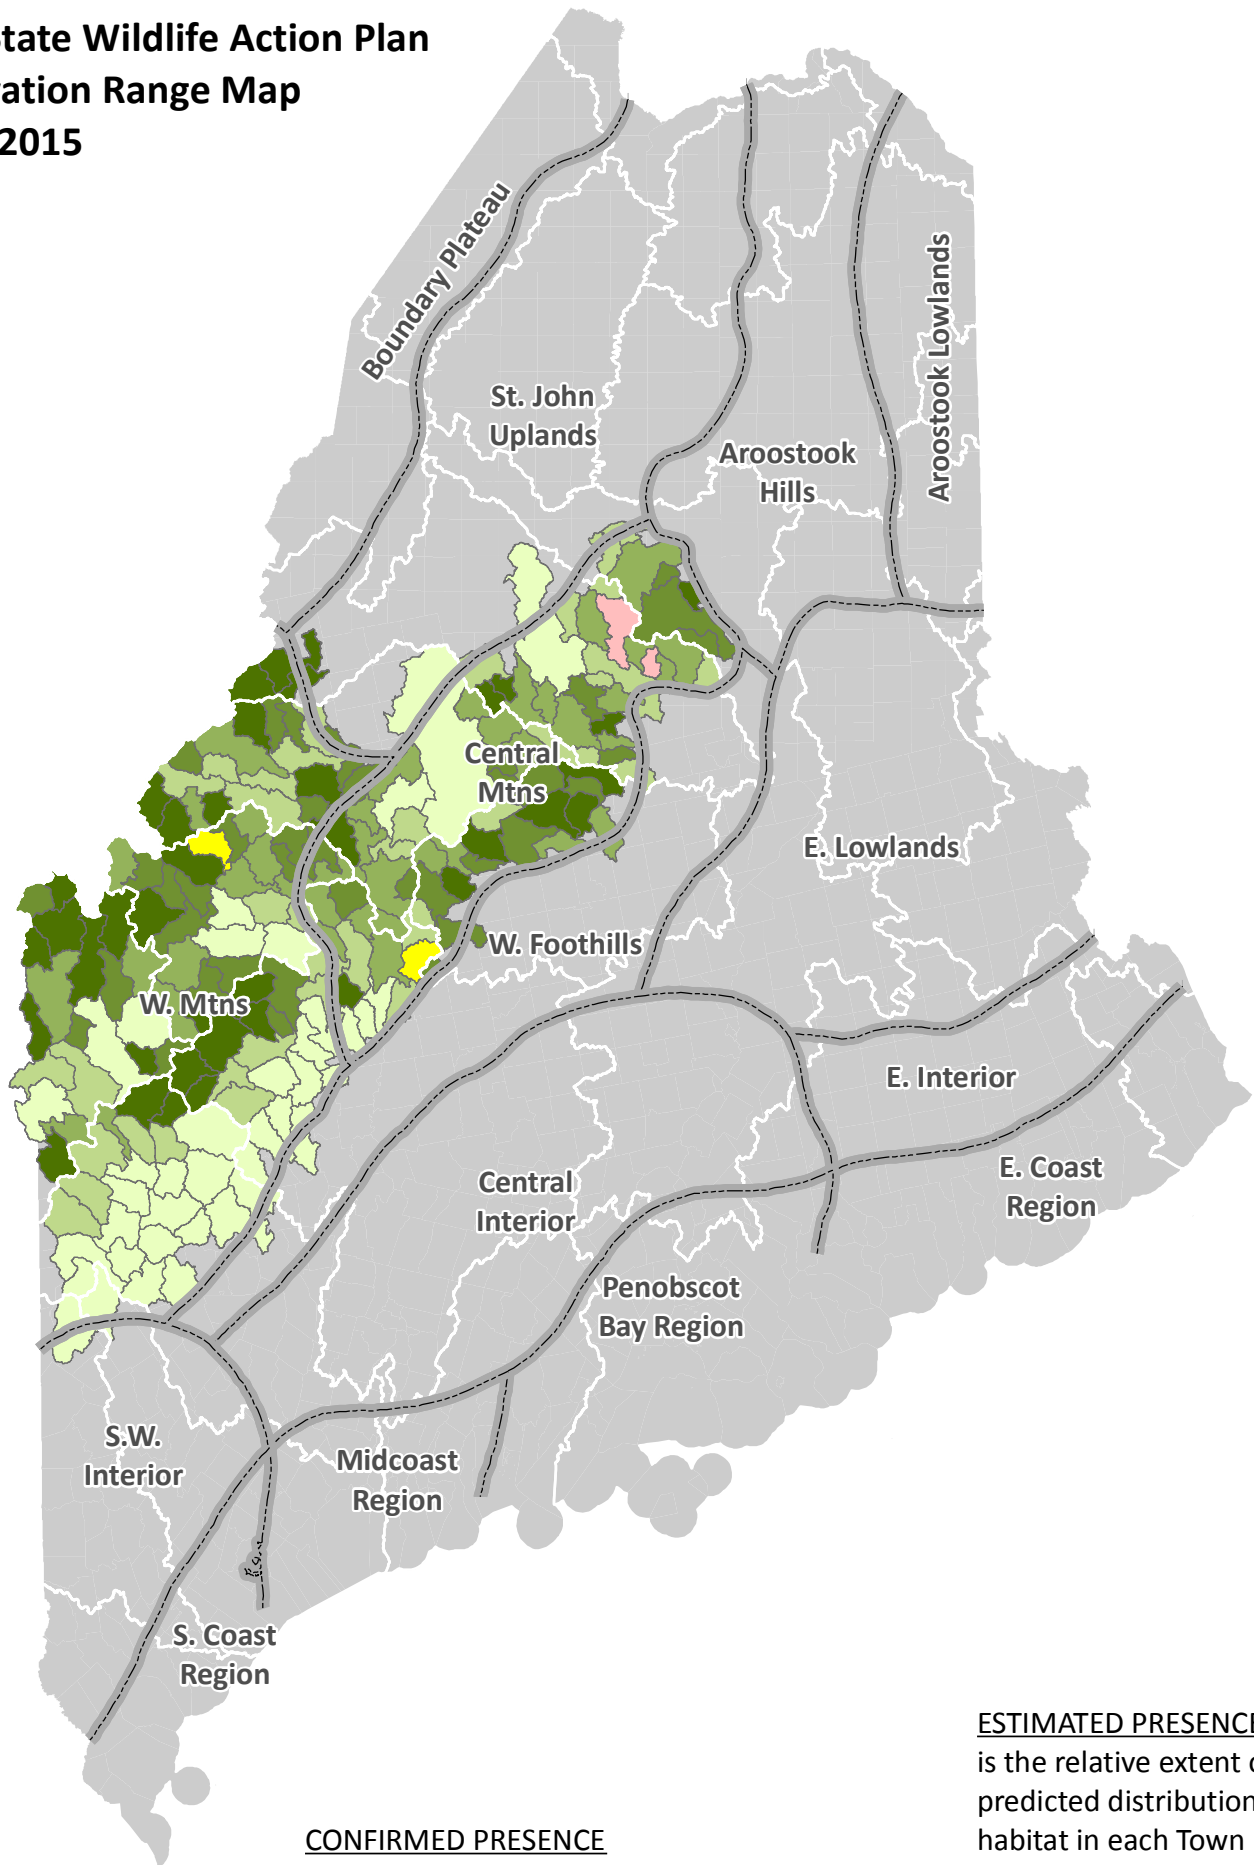 State Wildlife Action Plan
ation Range Map
2015
Boundary Plateau
St. John
Uplands
Aroostook
Hills
Aroostook Lowlands
Central
Mtns
E. Lowlands
W. Foothills
W. Mtns
E. Interior
Central
Interior
E. Coast
Region
Penobscot
Bay Region
S.W.
Interior
Midcoast
Region
S. Coast
Region
ESTIMATED PRESENCE
is the relative extent
predicted distribution
habitat in each Town
CONFIRMED PRESENCE